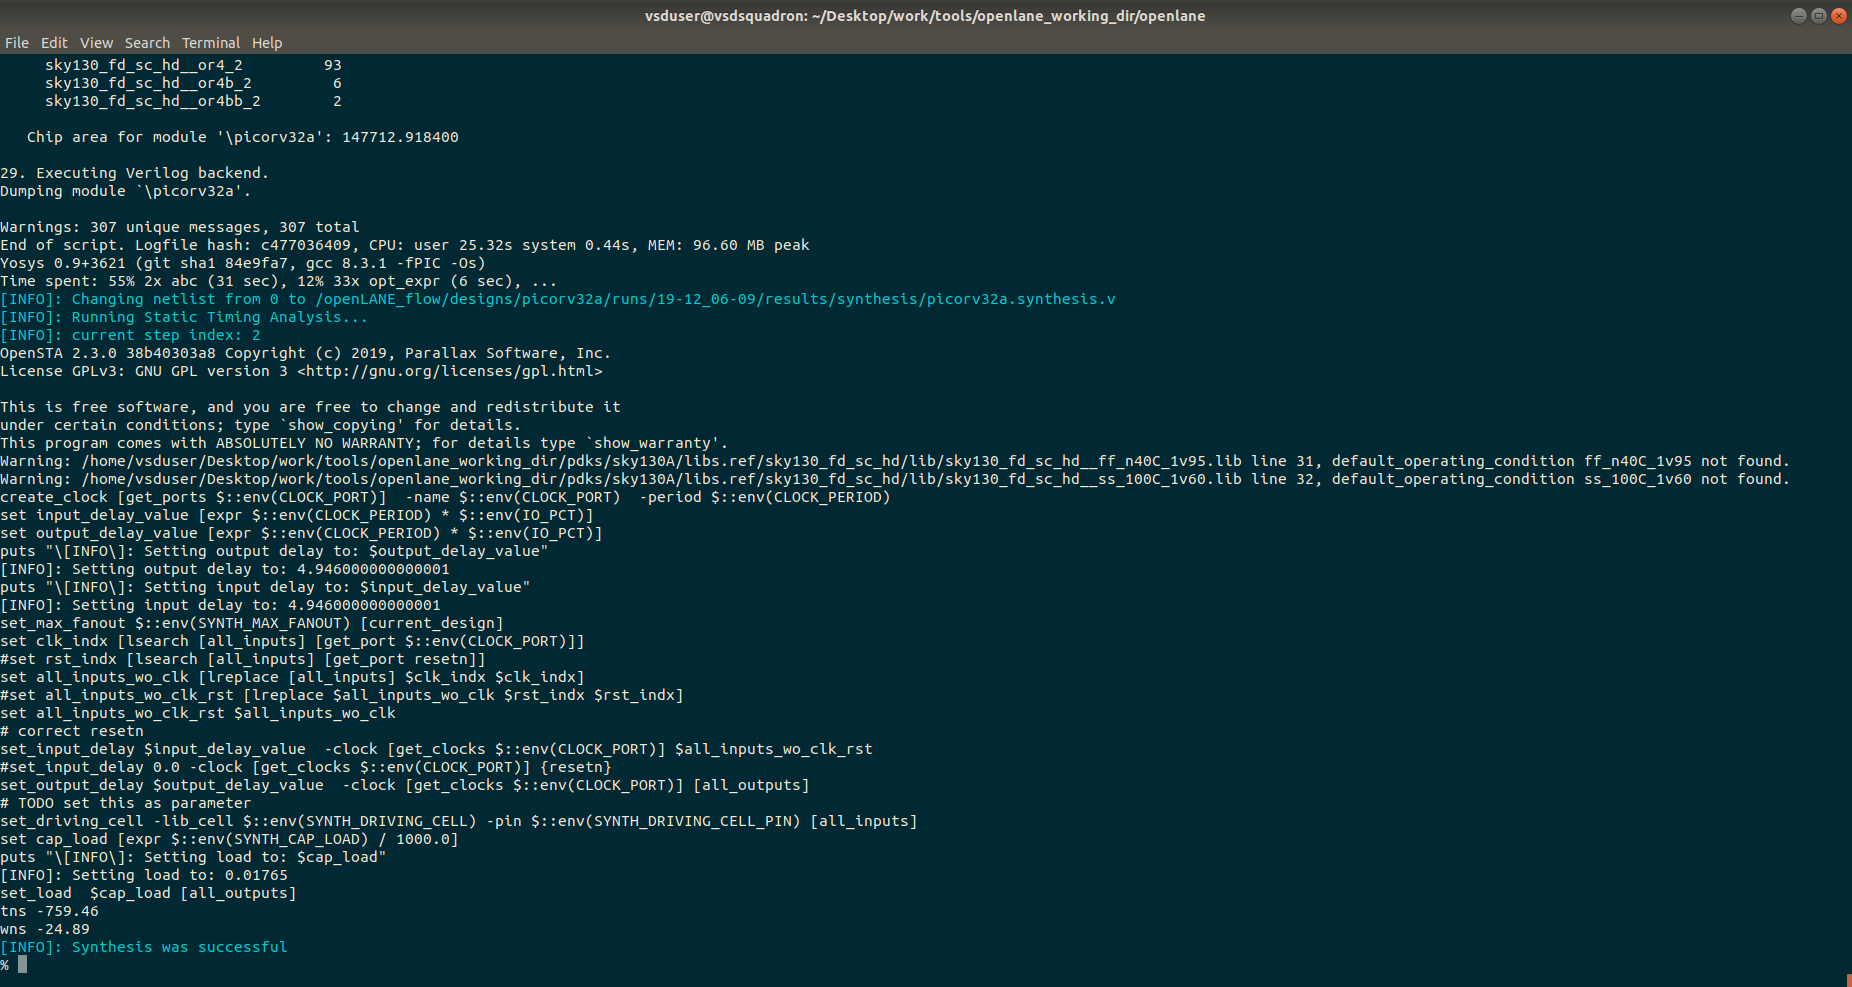 vsduser@vsdsquadron: ~/Desktop/work/tools/openlane_working_dir/openlane
File Edit View Search Terminal Help
sky130_fd_sc_hd__or4_2 93
sky130_fd_sc_hd__or4b_2 6
sky130_fd_sc_hd__or4bb_2 2
Chip area for module '\picorv32a': 147712.918400
29. Executing Verilog backend.
Dumping module `\picorv32a'.
Warnings: 307 unique messages, 307 total
End of script. Logfile hash: c477036409, CPU: user 25.32s system 0.44s, MEM: 96.60 MB peak
Yosys 0.9+3621 (git sha1 84e9fa7, gcc 8.3.1 -fPIC -Os)
Time spent: 55% 2x abc (31 sec), 12% 33x opt_expr (6 sec), ...
[INFO]: Changing netlist from 0 to /openLANE_flow/designs/picorv32a/runs/19-12_06-09/results/synthesis/picorv32a.synthesis.v
[INFO]: Running Static Timing Analysis...
[INFO]: current step index: 2
OpenSTA 2.3.0 38b40303a8 Copyright (c) 2019, Parallax Software, Inc.
License GPLv3: GNU GPL version 3 <http://gnu.org/licenses/gpl.html>
This is free software, and you are free to change and redistribute it
under certain conditions; type `show_copying' for details.
This program comes with ABSOLUTELY NO WARRANTY; for details type `show_warranty'.
Warning: /home/vsduser/Desktop/work/tools/openlane_working_dir/pdks/sky130A/libs.ref/sky130_fd_sc_hd/lib/sky130_fd_sc_hd__ff_n40C_1v95.lib line 31, default_operating_condition ff_n40C_1v95 not found.
Warning: /home/vsduser/Desktop/work/tools/openlane_working_dir/pdks/sky130A/libs.ref/sky130_fd_sc_hd/lib/sky130_fd_sc_hd__ss_100C_1v60.lib line 32, default_operating_condition ss_100C_1v60 not found.
create_clock [get_ports $::env(CLOCK_PORT)]  -name $::env(CLOCK_PORT)  -period $::env(CLOCK_PERIOD)
set input_delay_value [expr $::env(CLOCK_PERIOD) * $::env(IO_PCT)]
set output_delay_value [expr $::env(CLOCK_PERIOD) * $::env(IO_PCT)]
puts "\[INFO\]: Setting output delay to: $output_delay_value"
[INFO]: Setting output delay to: 4.946000000000001
puts "\[INFO\]: Setting input delay to: $input_delay_value"
[INFO]: Setting input delay to: 4.946000000000001
set_max_fanout $::env(SYNTH_MAX_FANOUT) [current_design]
set clk_indx [lsearch [all_inputs] [get_port $::env(CLOCK_PORT)]]
#set rst_indx [lsearch [all_inputs] [get_port resetn]]
set all_inputs_wo_clk [lreplace [all_inputs] $clk_indx $clk_indx]
#set all_inputs_wo_clk_rst [lreplace $all_inputs_wo_clk $rst_indx $rst_indx]
set all_inputs_wo_clk_rst $all_inputs_wo_clk
# correct resetn
set_input_delay $input_delay_value  -clock [get_clocks $::env(CLOCK_PORT)] $all_inputs_wo_clk_rst
#set_input_delay 0.0 -clock [get_clocks $::env(CLOCK_PORT)] {resetn}
set_output_delay $output_delay_value  -clock [get_clocks $::env(CLOCK_PORT)] [all_outputs]
# TODO set this as parameter
set_driving_cell -lib_cell $::env(SYNTH_DRIVING_CELL) -pin $::env(SYNTH_DRIVING_CELL_PIN) [all_inputs]
set cap_load [expr $::env(SYNTH_CAP_LOAD) / 1000.0]
puts "\[INFO\]: Setting load to: $cap_load"
[INFO]: Setting load to: 0.01765
set_load  $cap_load [all_outputs]
tns -759.46
wns -24.89
[INFO]: Synthesis was successful
%